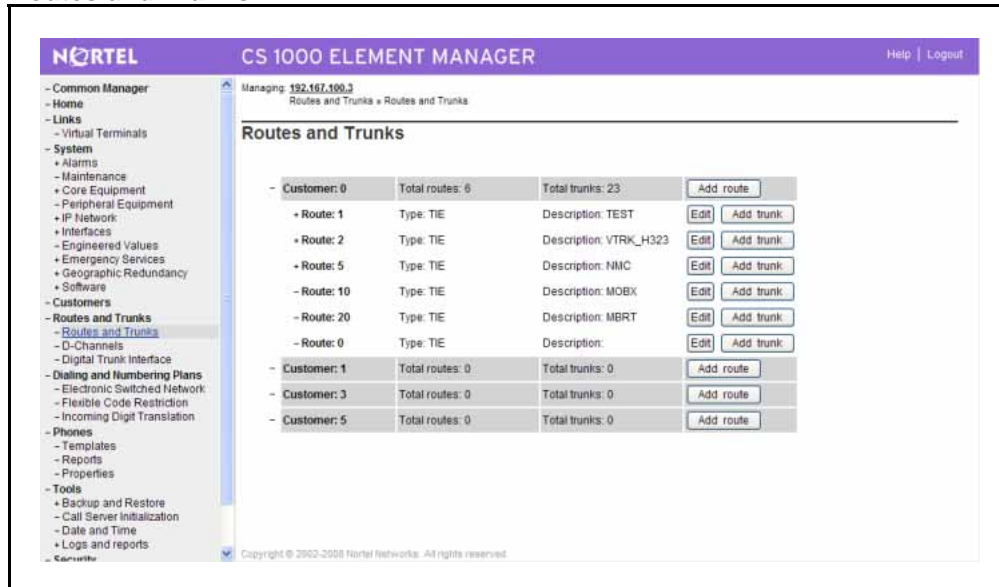 NORTEL
CS 1000 ELEMENT MANAGER
Help | Logout
- Common Manager
- Home
- Links
- Virtual Terminals
- System
+ Alarms
- Maintenance
+ Core Equipment
- Peripheral Equipment
+ IP Network
+ Interfaces
- Engineered Values
+ Emergency Services
+ Geographic Redundancy
+ Software
- Customers
- Routes and Trunks
- Routes and Trunks
- D-Channels
- Digital Trunk Interface
- Dialing and Numbering Plans
- Electronic Switched Network
- Flexible Code Restriction
- Incoming Digit Translation
- Phones
- Templates
- Reports
- Properties
- Tools
+ Backup and Restore
- Call Server Initialization
- Date and Time
+ Logs and reports
- Security
Managing: 192.167.100.3
Routes and Trunks » Routes and Trunks
Routes and Trunks
- Customer: 0 Total routes: 6 Total trunks: 23 Add route
+ Route: 1 Type: TIE Description: TEST Edit Add trunk
+ Route: 2 Type: TIE Description: VTRK_H323 Edit Add trunk
+ Route: 5 Type: TIE Description: NMC Edit Add trunk
- Route: 10 Type: TIE Description: MOBX Edit Add trunk
- Route: 20 Type: TIE Description: MBRT Edit Add trunk
- Route: 0 Type: TIE Description: Edit Add trunk
- Customer: 1 Total routes: 0 Total trunks: 0 Add route
- Customer: 3 Total routes: 0 Total trunks: 0 Add route
- Customer: 5 Total routes: 0 Total trunks: 0 Add route
Copyright © 2002-2008 Nortel Networks. All rights reserved.